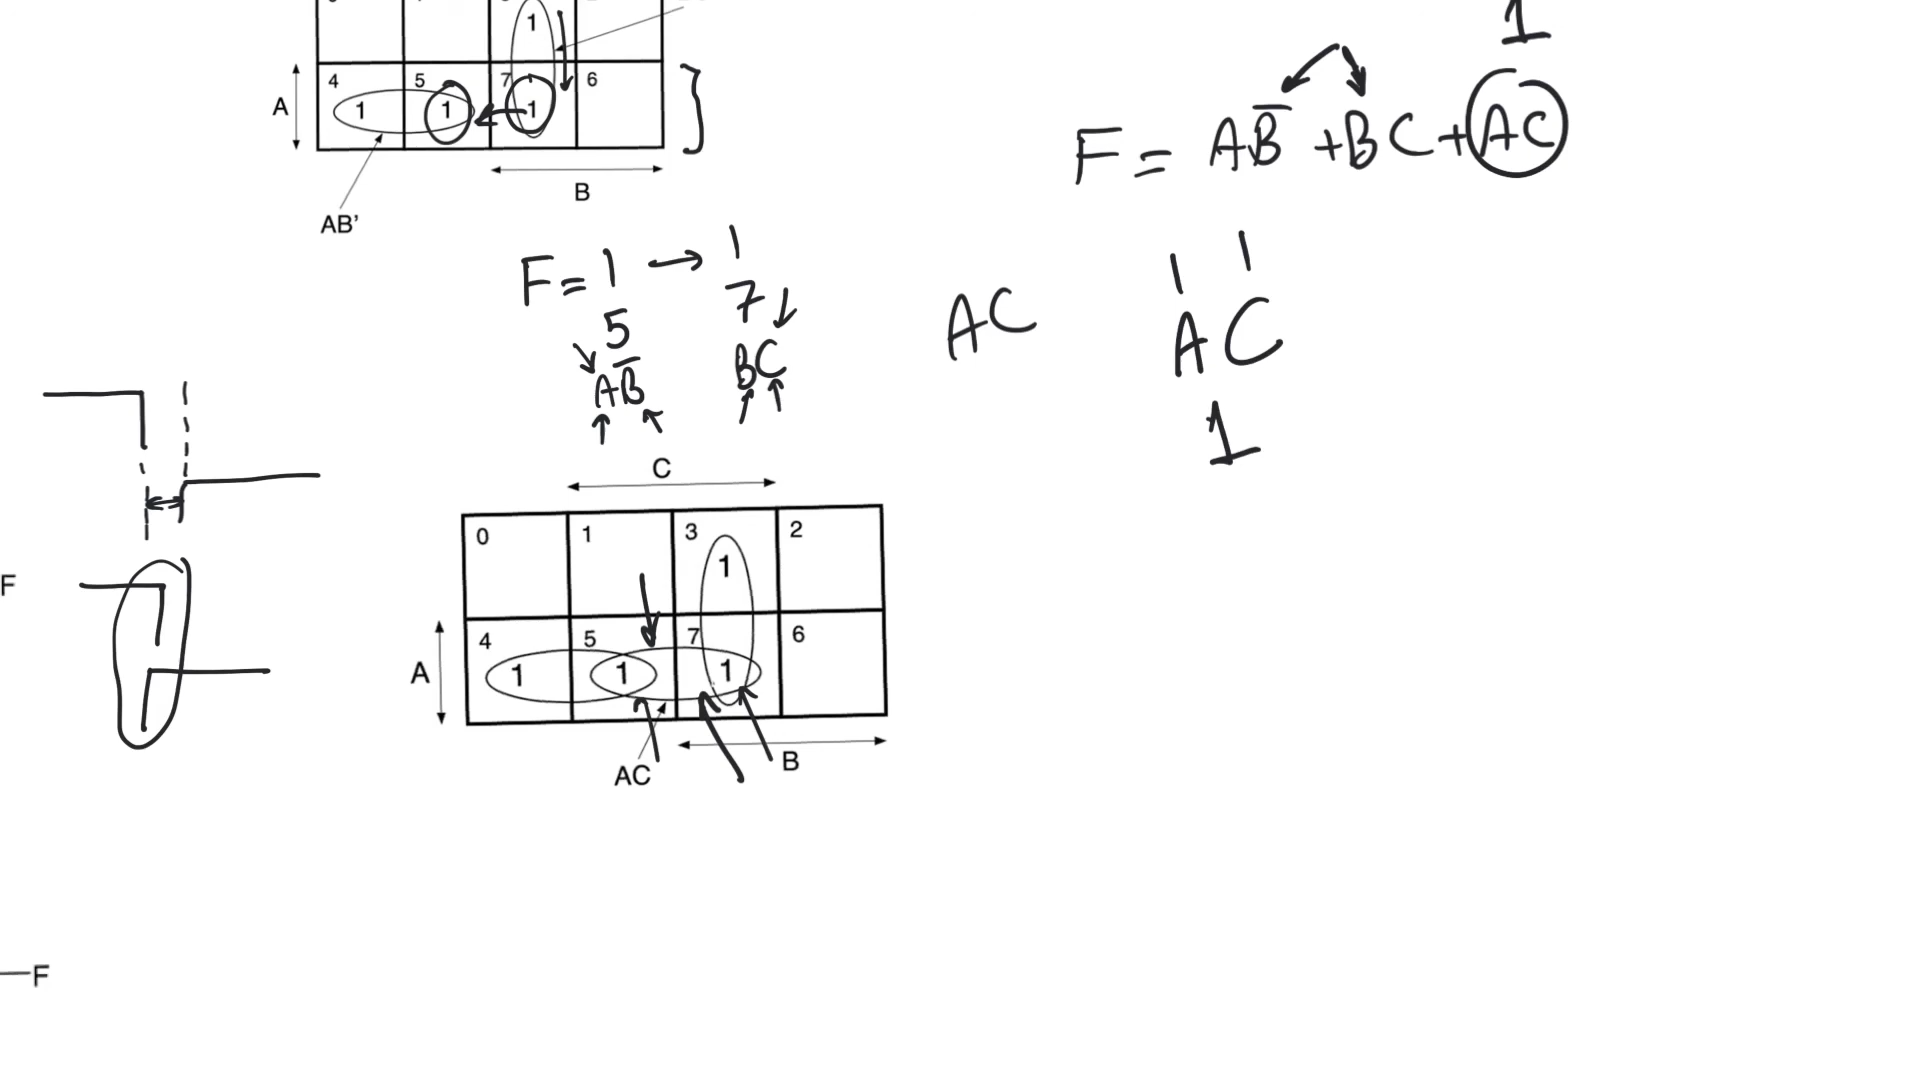 1
1
4 5 7 6
A 1 1 1
B
AB'
F = AB̅ + BC + AC
F = 1 → 1
5 7
AB̅ BC
AC
1 1
AC
1
C
0 1 3 2
1
4 5 7 6
A 1 1 1
AC B
F
F